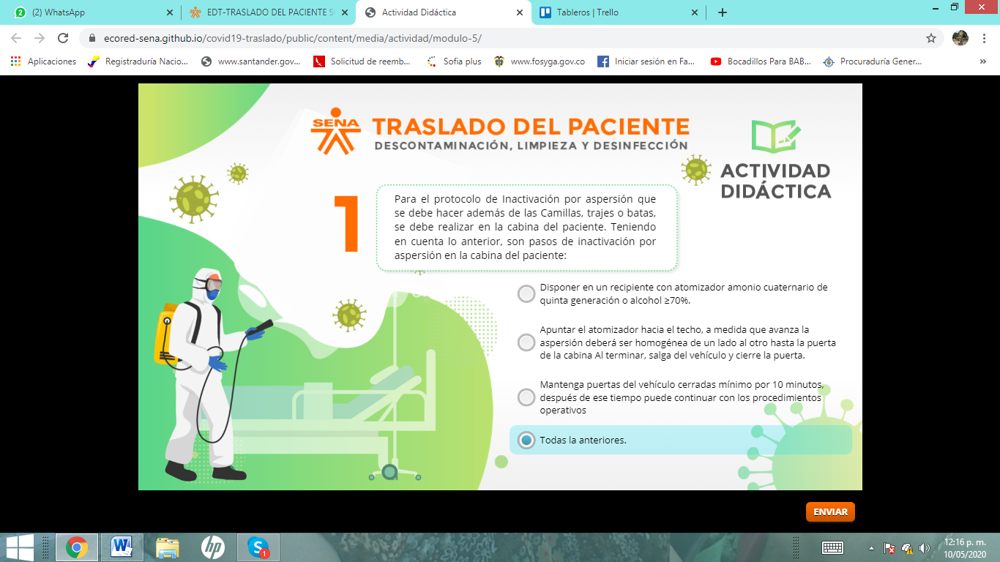 (2) WhatsApp
EDT-TRASLADO DEL PACIENTE S
Actividad Didáctica
Tableros | Trello
ecored-sena.github.io/covid19-traslado/public/content/media/actividad/modulo-5/
Aplicaciones
Registraduría Nacio...
www.santander.gov...
Solicitud de reemb...
Sofia plus
www.fosyga.gov.co
Iniciar sesión en Fa...
Bocadillos Para BAB...
Procuraduría Gener...
»
SENA
TRASLADO DEL PACIENTE
DESCONTAMINACIÓN, LIMPIEZA Y DESINFECCIÓN
ACTIVIDAD
DIDÁCTICA
1
Para el protocolo de Inactivación por aspersión que
se debe hacer además de las Camillas, trajes o batas,
se debe realizar en la cabina del paciente. Teniendo
en cuenta lo anterior, son pasos de inactivación por
aspersión en la cabina del paciente:
Disponer en un recipiente con atomizador amonio cuaternario de
quinta generación o alcohol ≥70%.
Apuntar el atomizador hacia el techo, a medida que avanza la
aspersión deberá ser homogénea de un lado al otro hasta la puerta
de la cabina Al terminar, salga del vehículo y cierre la puerta.
Mantenga puertas del vehículo cerradas mínimo por 10 minutos,
después de ese tiempo puede continuar con los procedimientos
operativos
Todas la anteriores.
ENVIAR
12:16 p. m.
10/05/2020